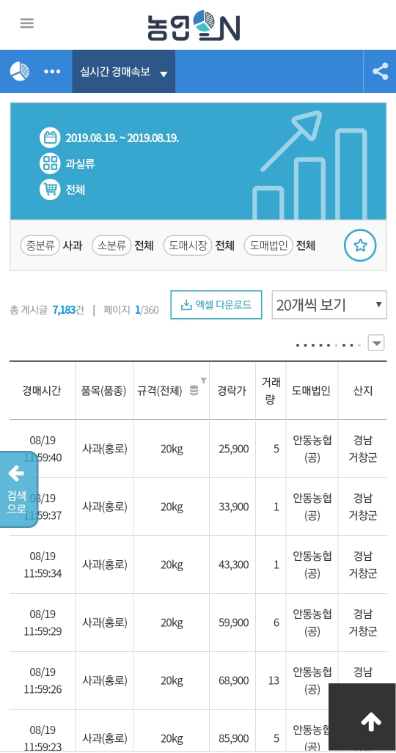 농업ON
실시간 경매속보
2019.08.19. ~ 2019.08.19.
과실류
전체
중분류 사과 소분류 전체 도매시장 전체 도매법인 전체
총 게시글 7,183건 | 페이지 1/360 엑셀 다운로드 20개씩 보기
경매시간 품목(품종) 규격(전체) 경락가 거래량 도매법인 산지
08/19 11:59:40 사과(홍로) 20kg 25,900 5 안동농협(공) 경남 거창군
검색으로
08/19 11:59:37 사과(홍로) 20kg 33,900 1 안동농협(공) 경남 거창군
08/19 11:59:34 사과(홍로) 20kg 43,300 1 안동농협(공) 경남 거창군
08/19 11:59:29 사과(홍로) 20kg 59,900 6 안동농협(공) 경남 거창군
08/19 11:59:26 사과(홍로) 20kg 68,900 13 안동농협(공) 경남
08/19 11:59:23 사과(홍로) 20kg 85,900 5 안동농협(공)